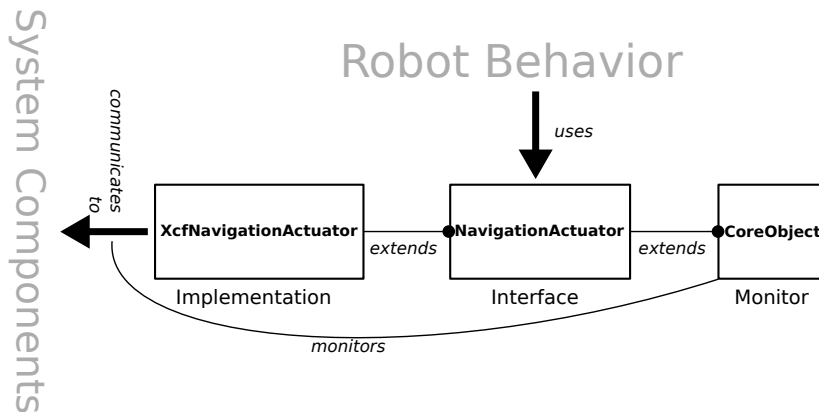 System Components
Robot Behavior
communicates
to
uses
XcfNavigationActuator
extends
NavigationActuator
extends
CoreObject
Implementation
Interface
Monitor
monitors